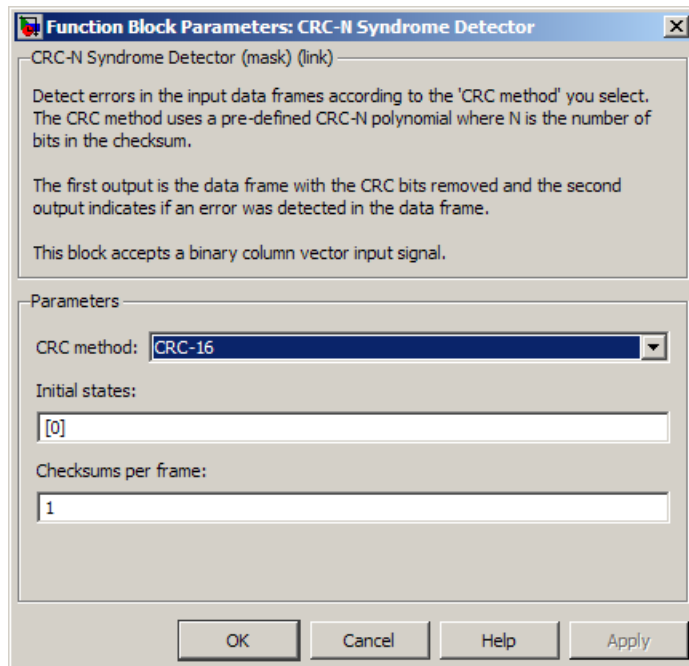 Function Block Parameters: CRC-N Syndrome Detector
CRC-N Syndrome Detector (mask) (link)
Detect errors in the input data frames according to the 'CRC method' you select.
The CRC method uses a pre-defined CRC-N polynomial where N is the number of
bits in the checksum.
The first output is the data frame with the CRC bits removed and the second
output indicates if an error was detected in the data frame.
This block accepts a binary column vector input signal.
Parameters
CRC method: CRC-16
Initial states:
[0]
Checksums per frame:
1
OK Cancel Help Apply